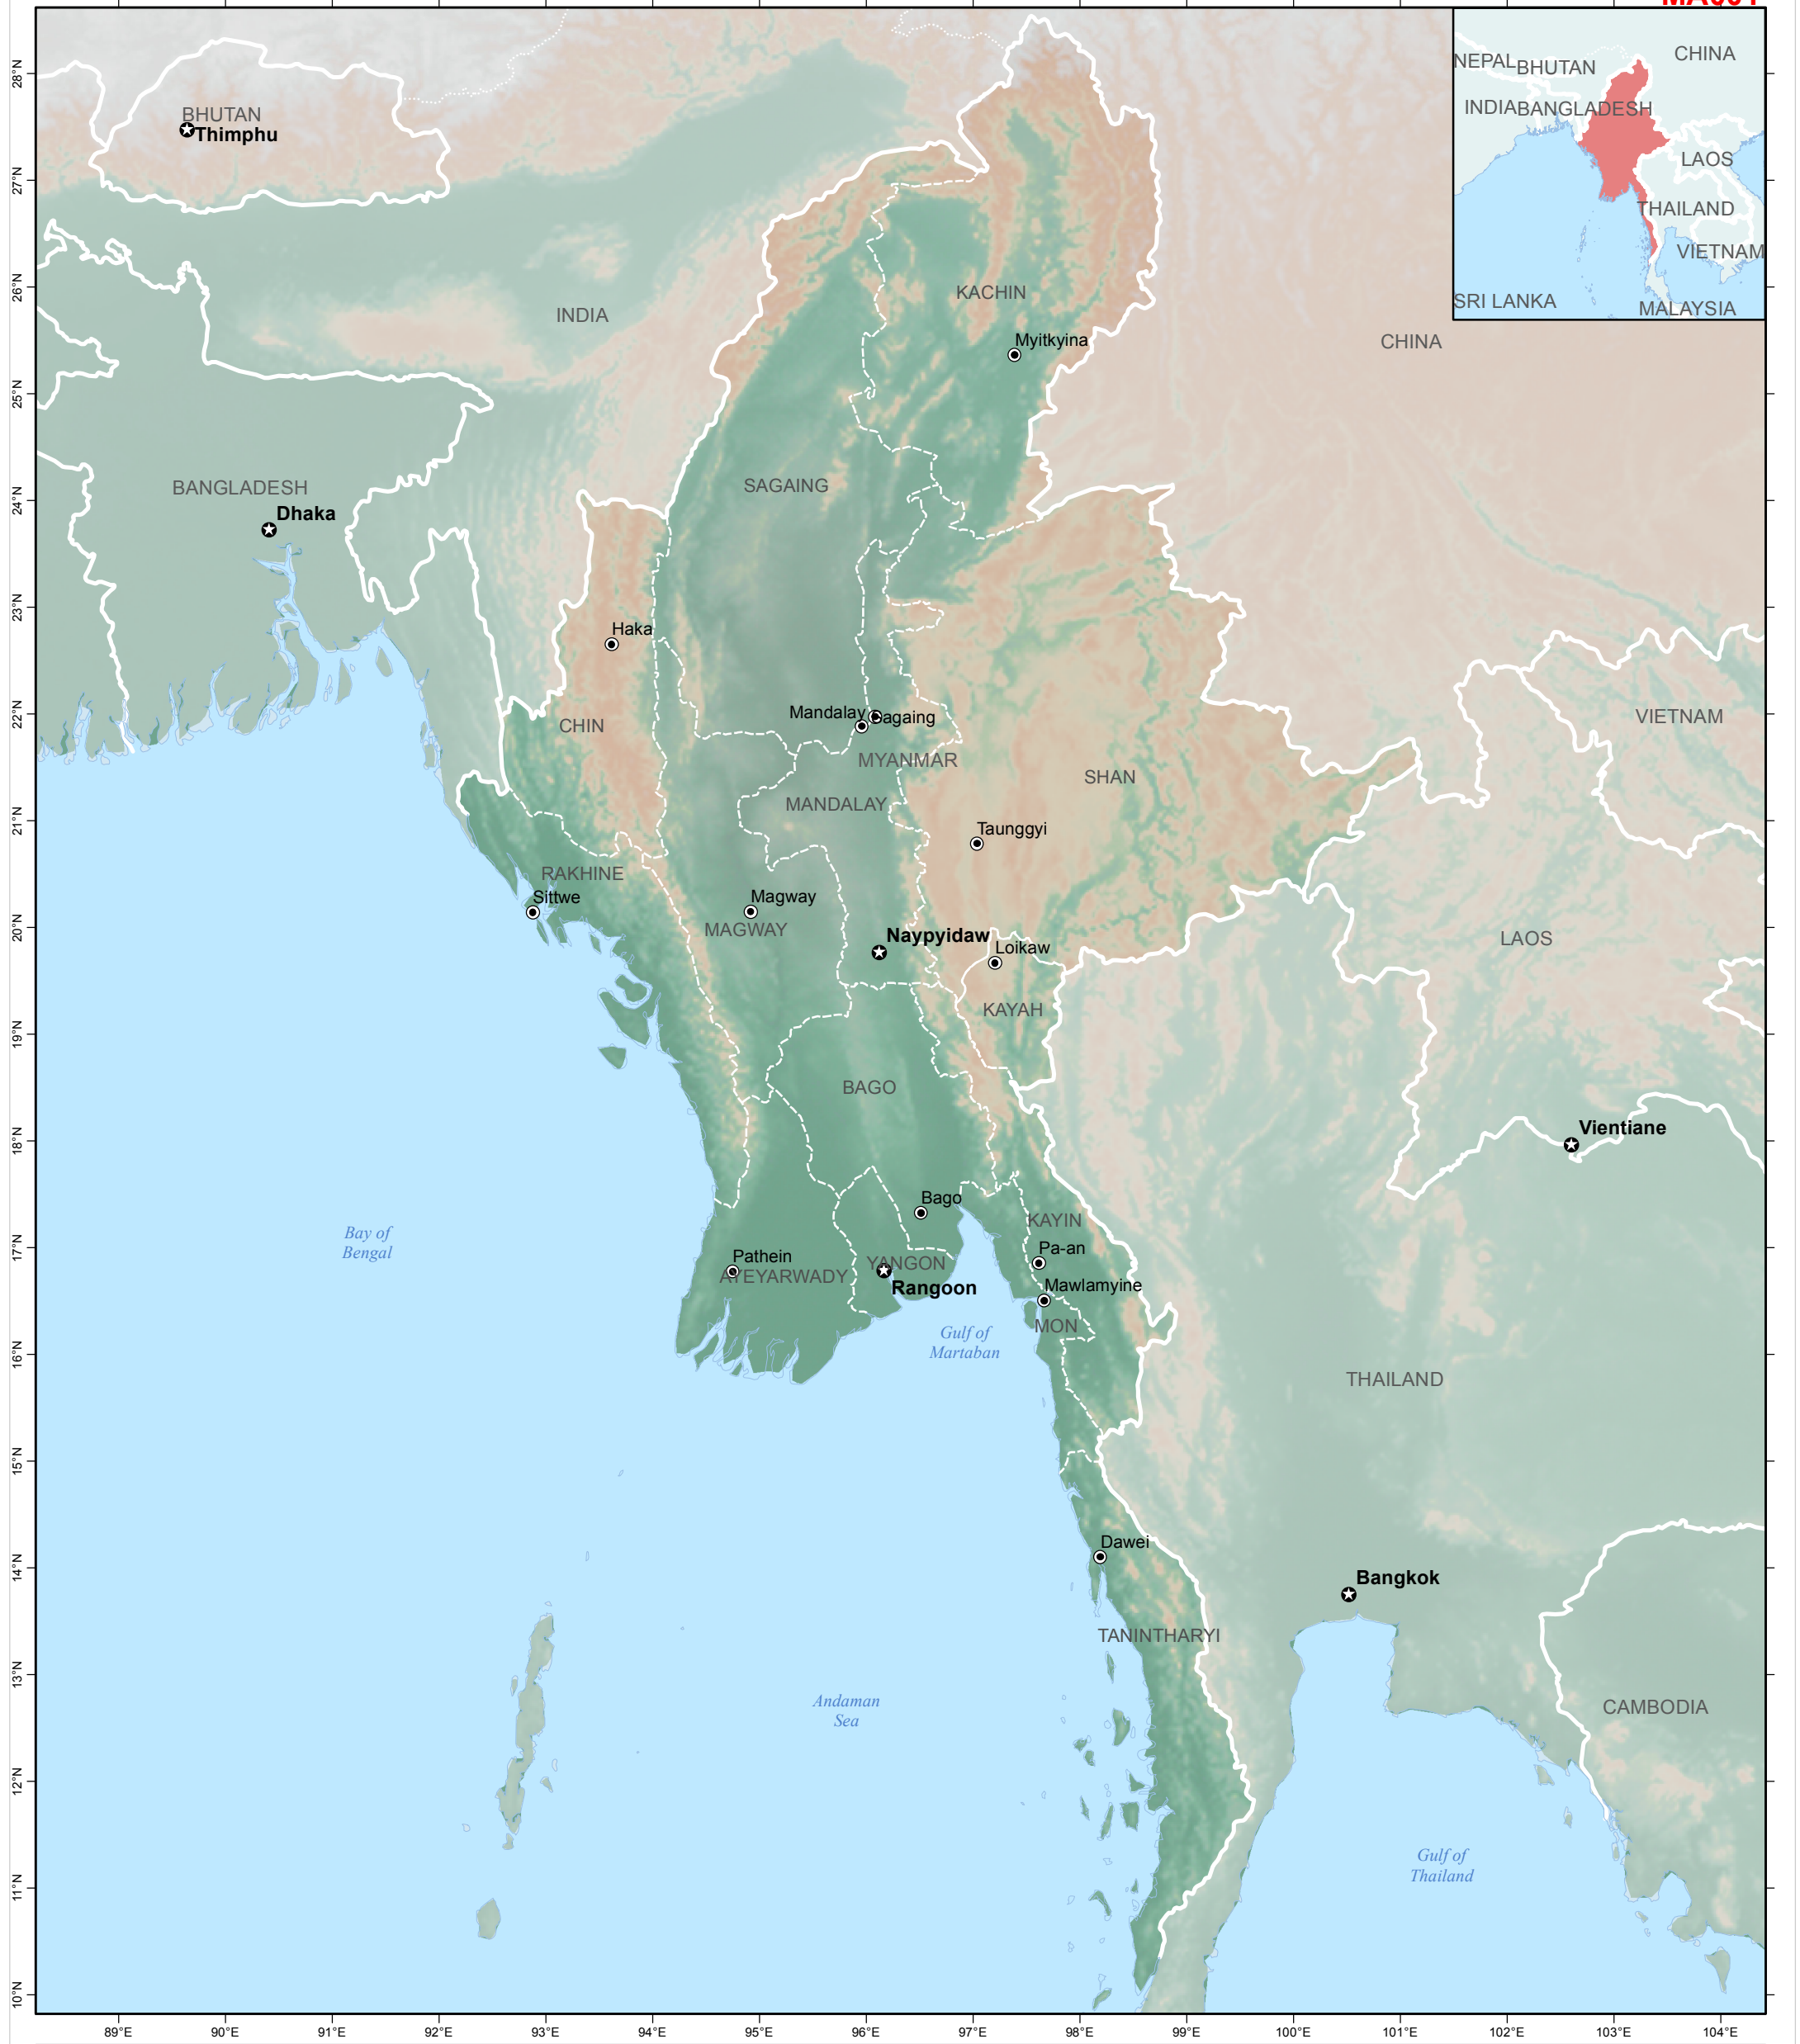 NEPAL
BHUTAN
CHINA
INDIA
BANGLADESH
LAOS
THAILAND
VIETNAM
SRI LANKA
MALAYSIA
BHUTAN
Thimphu
INDIA
KACHIN
Myitkyina
CHINA
BANGLADESH
Dhaka
SAGAING
Haka
CHIN
Mandalay
Sagaing
MYANMAR
VIETNAM
SHAN
MANDALAY
Taunggyi
RAKHINE
Sittwe
Magway
MAGWAY
Naypyidaw
Loikaw
LAOS
KAYAH
BAGO
Vientiane
Bago
KAYIN
Bay of
Bengal
Pathein
AYEYARWADY
YANGON
Rangoon
Pa-an
Mawlamyine
MON
Gulf of
Martaban
THAILAND
Dawei
Bangkok
TANINTHARYI
Andaman
Sea
CAMBODIA
Gulf of
Thailand
28°N
27°N
26°N
25°N
24°N
23°N
22°N
21°N
20°N
19°N
18°N
17°N
16°N
15°N
14°N
13°N
12°N
11°N
10°N
89°E 90°E 91°E 92°E 93°E 94°E 95°E 96°E 97°E 98°E 99°E 100°E 101°E 102°E 103°E 104°E